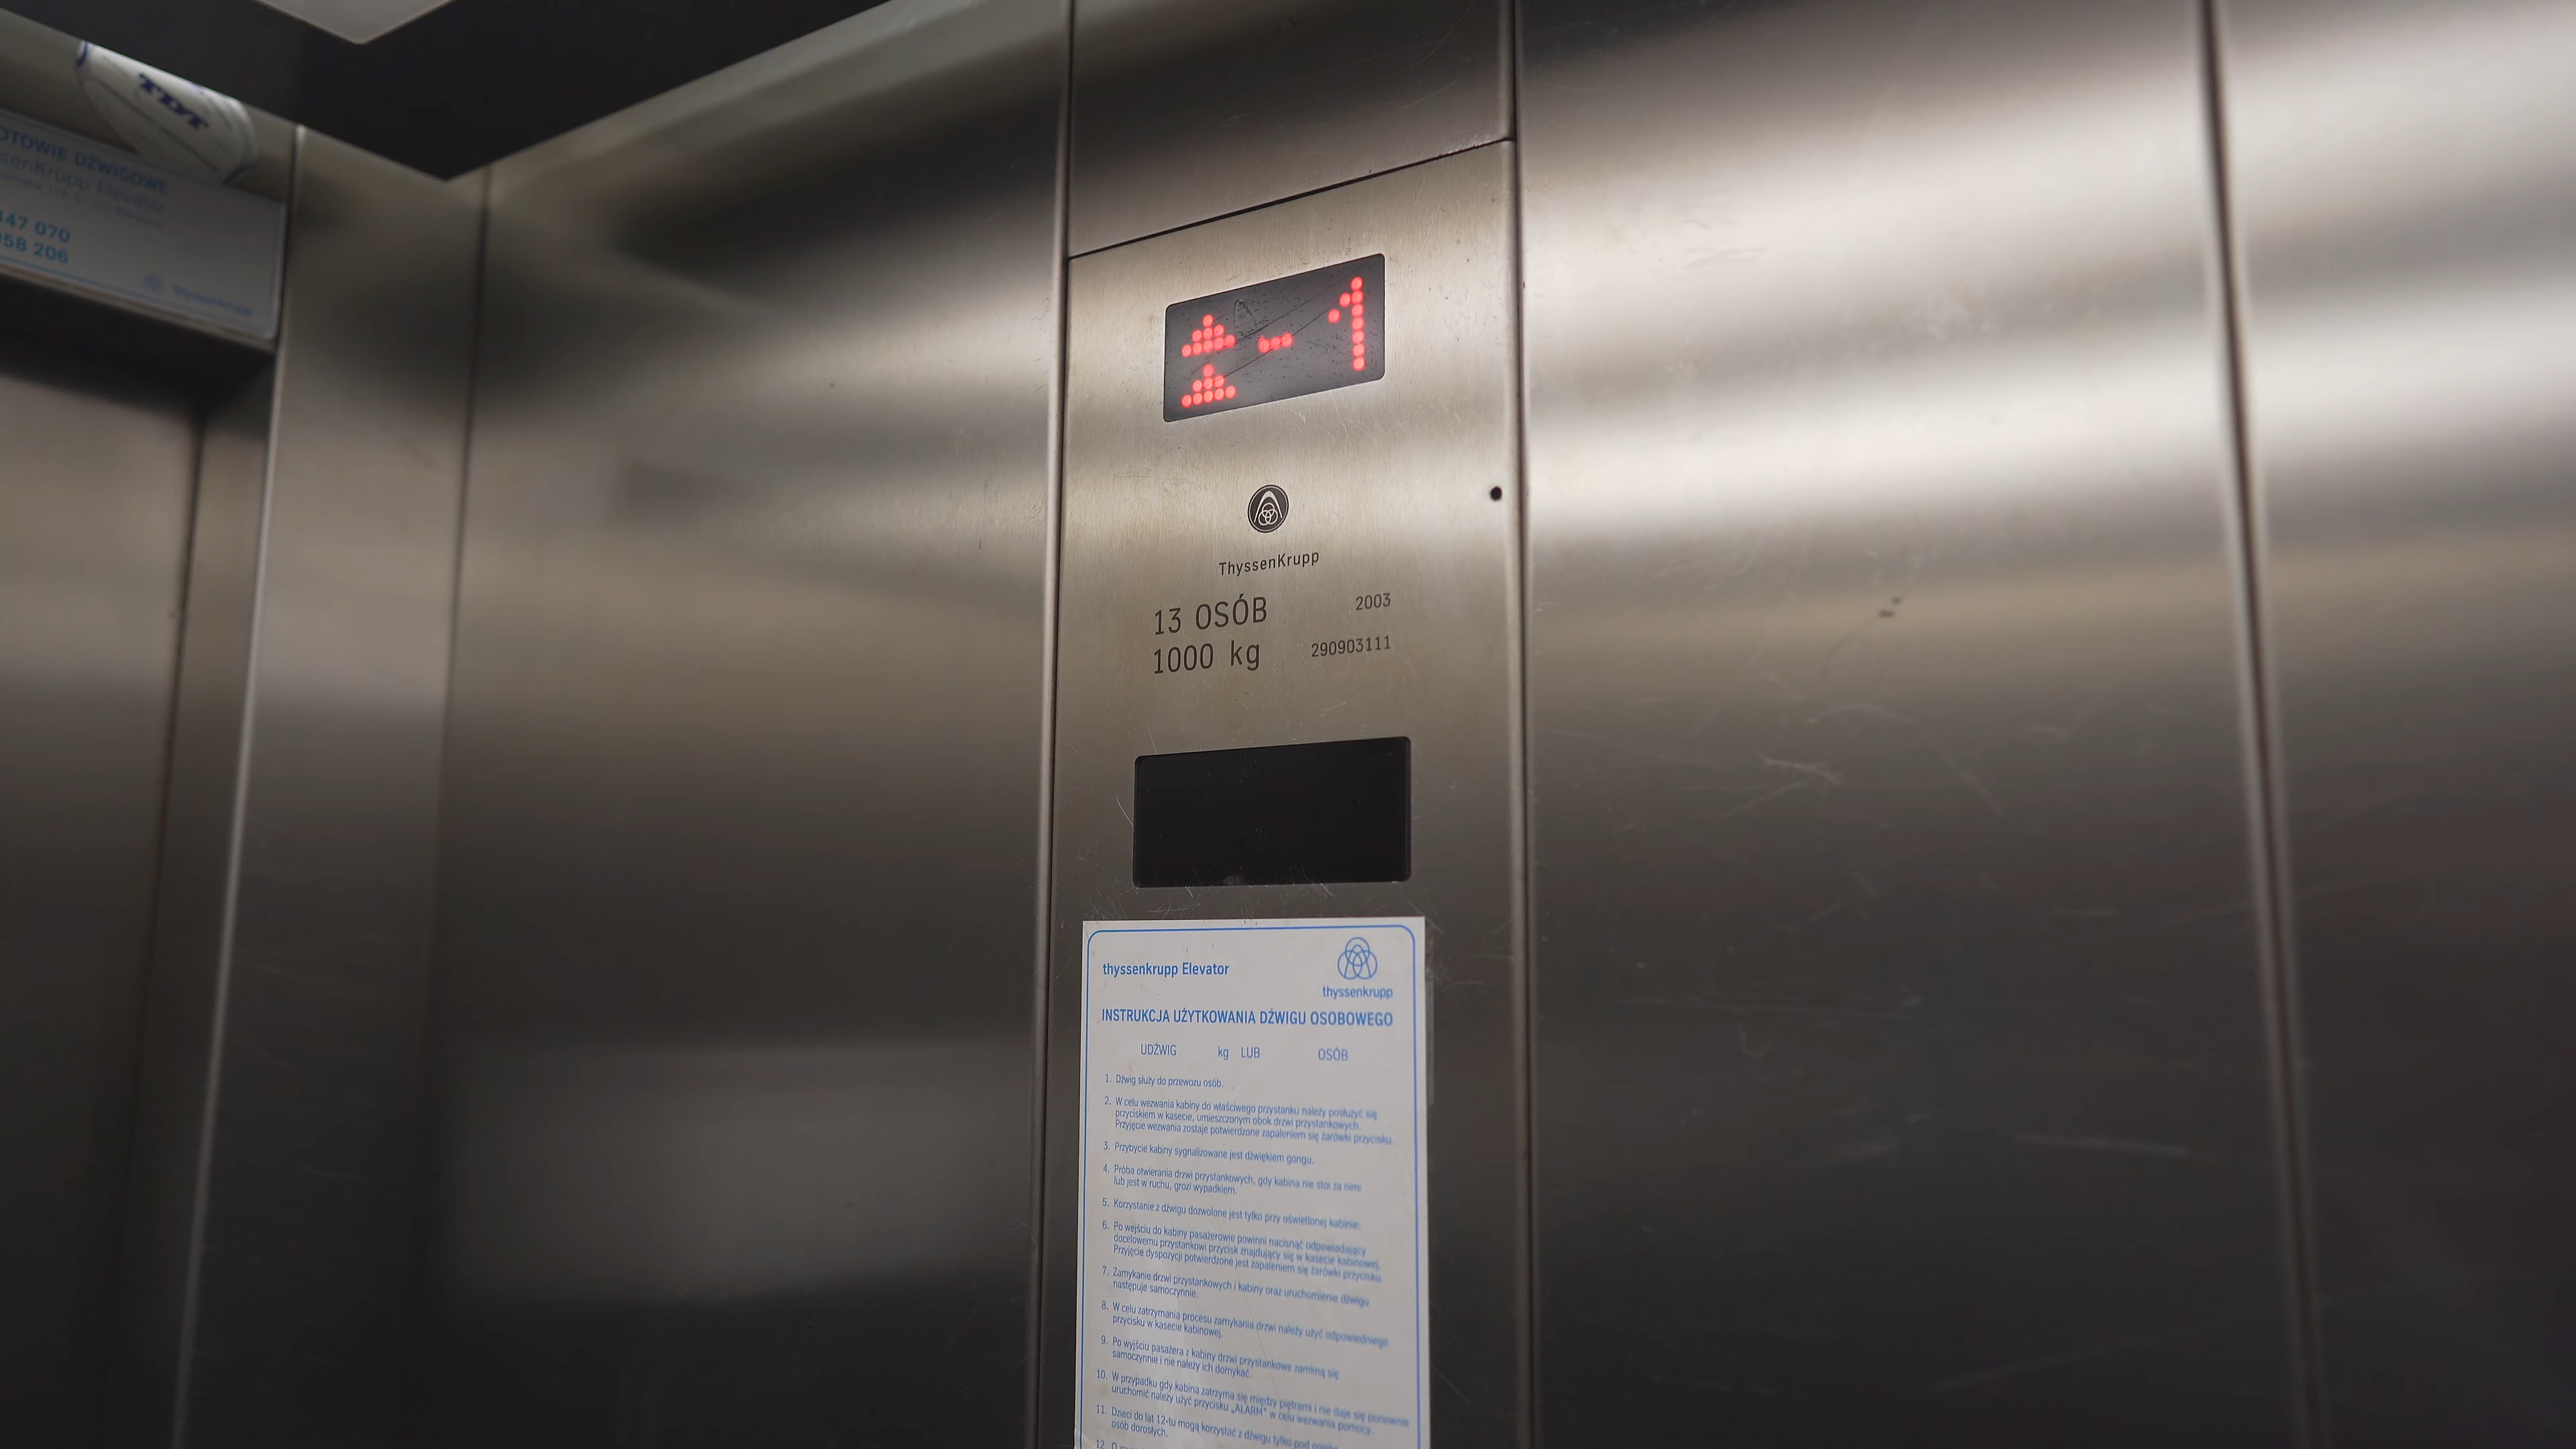 TDT
DŹWIGOWE
Elevator
447 070
206
thyssenkrupp
-1
ThyssenKrupp
13 OSÓB 2003
1000 kg 290903111
thyssenkrupp Elevator
thyssenkrupp
INSTRUKCJA UŻYTKOWANIA DŹWIGU OSOBOWEGO
UDŹWIG kg LUB OSÓB
1. Dźwig służy do przewozu osób.
2. W celu wezwania kabiny do właściwego przystanku należy posłużyć się
przyciskiem w kasecie, umieszczonym obok drzwi przystankowych.
Przyjęcie wezwania zostaje potwierdzone zapaleniem się żarówki przycisku.
3. Przybycie kabiny sygnalizowane jest dźwiękiem gongu.
4. Próba otwierania drzwi przystankowych, gdy kabina nie stoi za nimi
lub jest w ruchu, grozi wypadkiem.
5. Korzystanie z dźwigu dozwolone jest tylko przy oświetlonej kabinie.
6. Po wejściu do kabiny pasażerowie powinni nacisnąć odpowiadający
docelowemu przystankowi przycisk znajdujący się w kasecie kabinowej.
Przyjęcie dyspozycji potwierdzone jest zapaleniem się żarówki przycisku.
7. Zamykanie drzwi przystankowych i kabiny oraz uruchomienie dźwigu
następuje samoczynnie.
8. W celu zatrzymania procesu zamykania drzwi należy użyć odpowiedniego
przycisku w kasecie kabinowej.
9. Po wyjściu pasażera z kabiny drzwi przystankowe zamkną się
samoczynnie i nie należy ich domykać.
10. W przypadku gdy kabina zatrzyma się między piętrami i nie daje się ponownie
uruchomić należy użyć przycisku „ALARM" w celu wezwania pomocy.
11. Dzieci do lat 12-tu mogą korzystać z dźwigu tylko pod
osób dorosłych.
12.